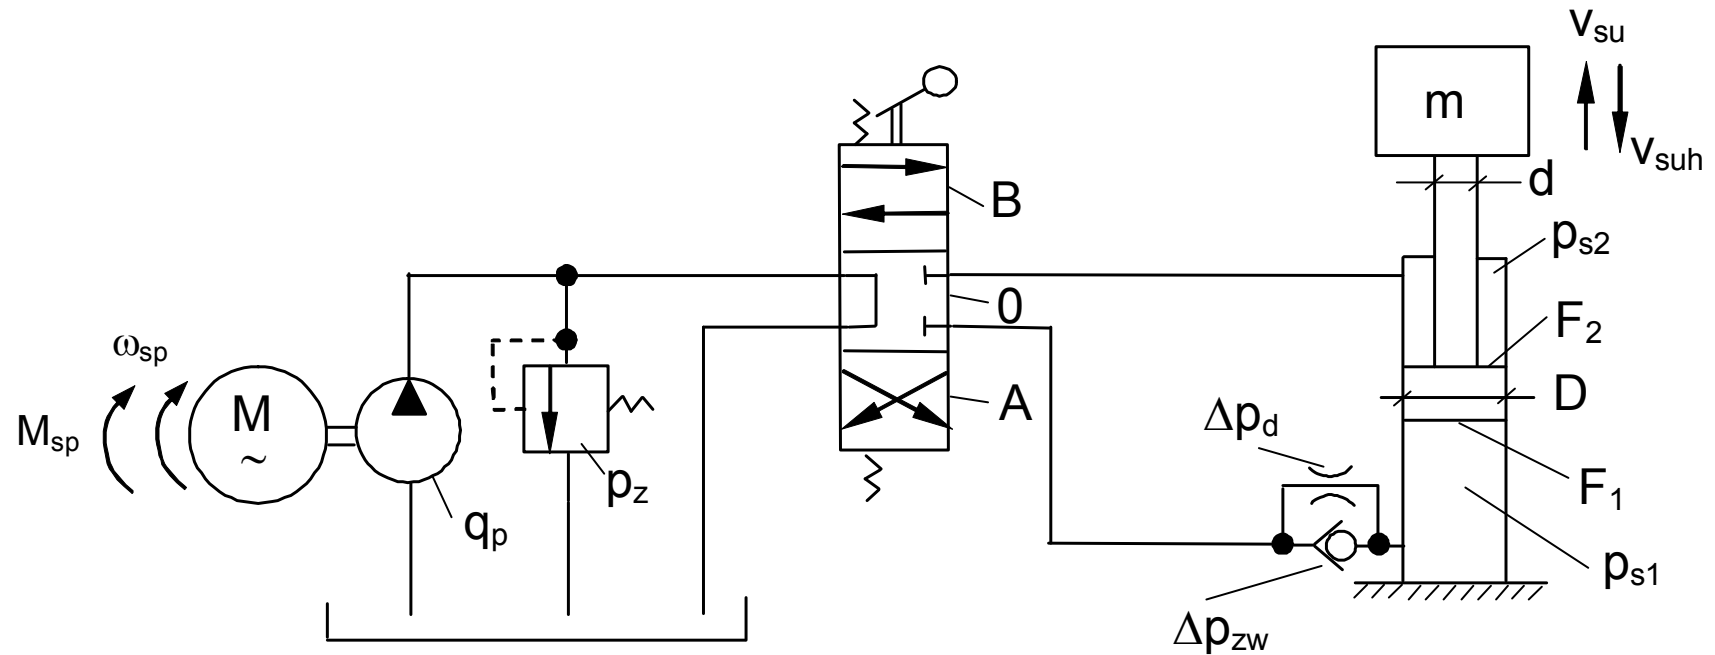 v_su
m
v_suh
d
B
p_s2
0
F_2
ω_sp
M
~
M_sp
A
D
Δp_d
p_z
F_1
q_p
p_s1
Δp_zw